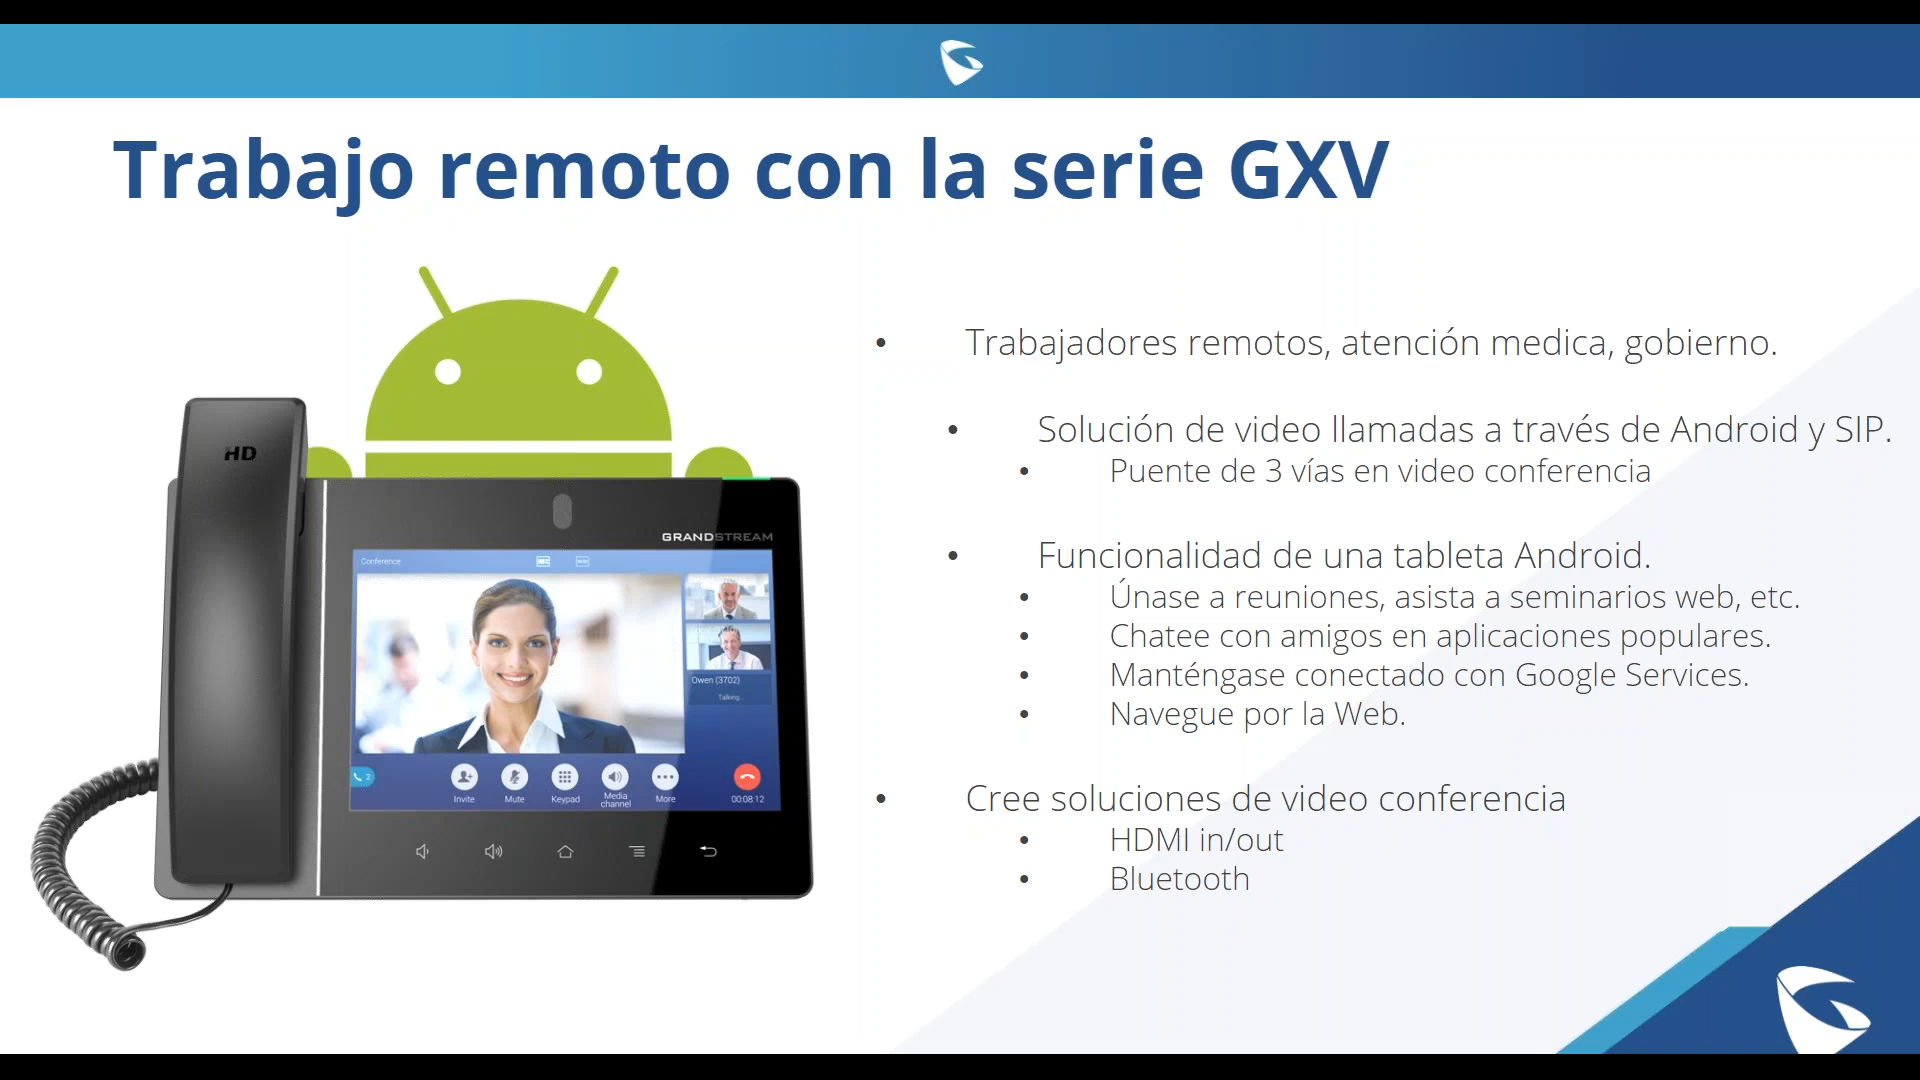 Trabajo remoto con la serie GXV
HD
GRANDSTREAM
Conference
Owen (3702)
Talking...
2
Invite
Mute
Keypad
Media channel
More
00:08:12
• Trabajadores remotos, atención medica, gobierno.
• Solución de video llamadas a través de Android y SIP.
• Puente de 3 vías en video conferencia
• Funcionalidad de una tableta Android.
• Únase a reuniones, asista a seminarios web, etc.
• Chatee con amigos en aplicaciones populares.
• Manténgase conectado con Google Services.
• Navegue por la Web.
• Cree soluciones de video conferencia
• HDMI in/out
• Bluetooth